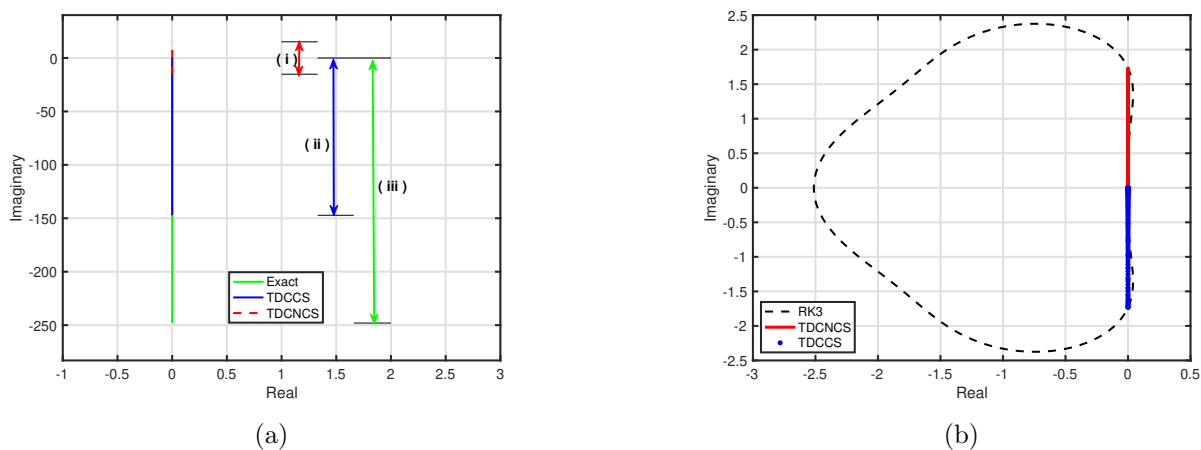 0
-50
-100
-150
-200
-250
Imaginary
( i )
( ii )
( iii )
Exact
TDCCS
TDCNCS
-1 -0.5 0 0.5 1 1.5 2 2.5 3
Real
(a)
2.5
2
1.5
1
0.5
0
-0.5
-1
-1.5
-2
-2.5
Imaginary
RK3
TDCNCS
TDCCS
-3 -2.5 -2 -1.5 -1 -0.5 0 0.5
Real
(b)